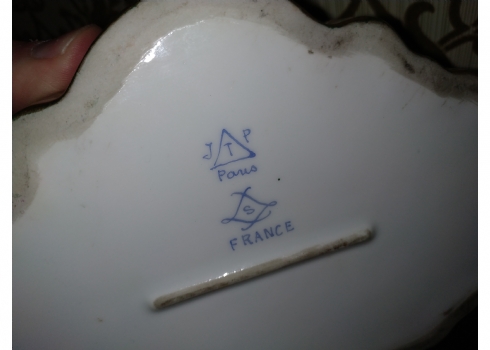 J T P
Paris
S
FRANCE